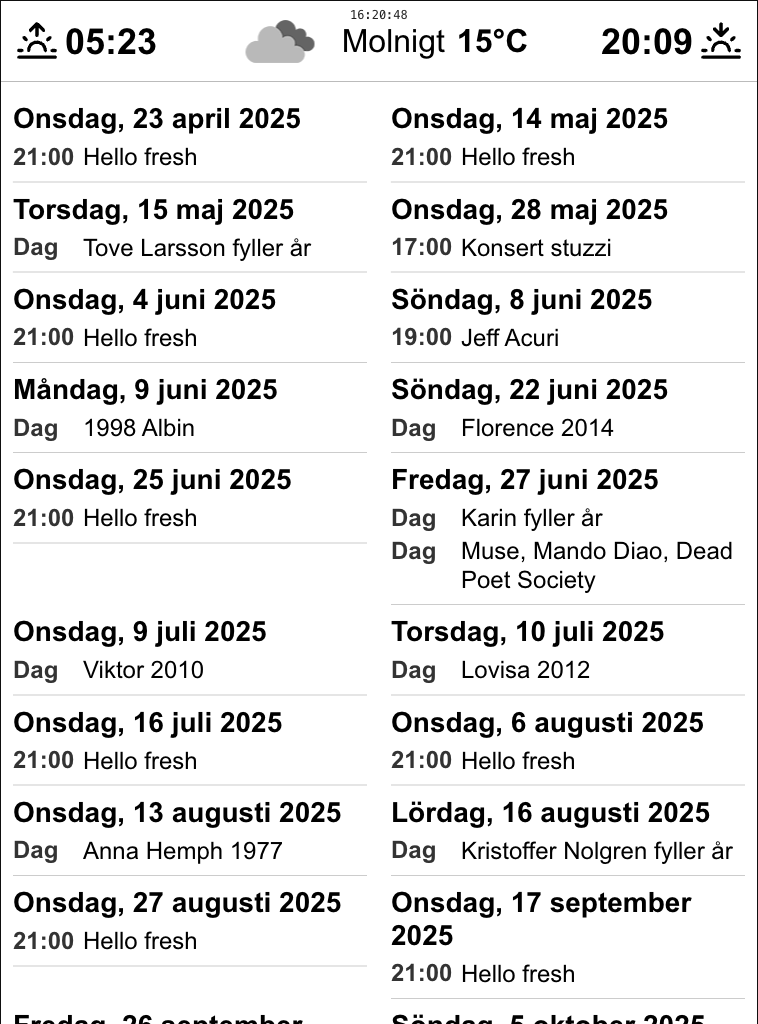 16:20:48
05:23
Molnigt 15°C
20:09
Onsdag, 23 april 2025
21:00 Hello fresh
Onsdag, 14 maj 2025
21:00 Hello fresh
Torsdag, 15 maj 2025
Dag Tove Larsson fyller år
Onsdag, 28 maj 2025
17:00 Konsert stuzzi
Onsdag, 4 juni 2025
21:00 Hello fresh
Söndag, 8 juni 2025
19:00 Jeff Acuri
Måndag, 9 juni 2025
Dag 1998 Albin
Söndag, 22 juni 2025
Dag Florence 2014
Onsdag, 25 juni 2025
21:00 Hello fresh
Fredag, 27 juni 2025
Dag Karin fyller år
Dag Muse, Mando Diao, Dead
Poet Society
Onsdag, 9 juli 2025
Dag Viktor 2010
Torsdag, 10 juli 2025
Dag Lovisa 2012
Onsdag, 16 juli 2025
21:00 Hello fresh
Onsdag, 6 augusti 2025
21:00 Hello fresh
Onsdag, 13 augusti 2025
Dag Anna Hemph 1977
Lördag, 16 augusti 2025
Dag Kristoffer Nolgren fyller år
Onsdag, 27 augusti 2025
21:00 Hello fresh
Onsdag, 17 september
2025
21:00 Hello fresh
Fredag, 26 september
Söndag, 5 oktober 2025